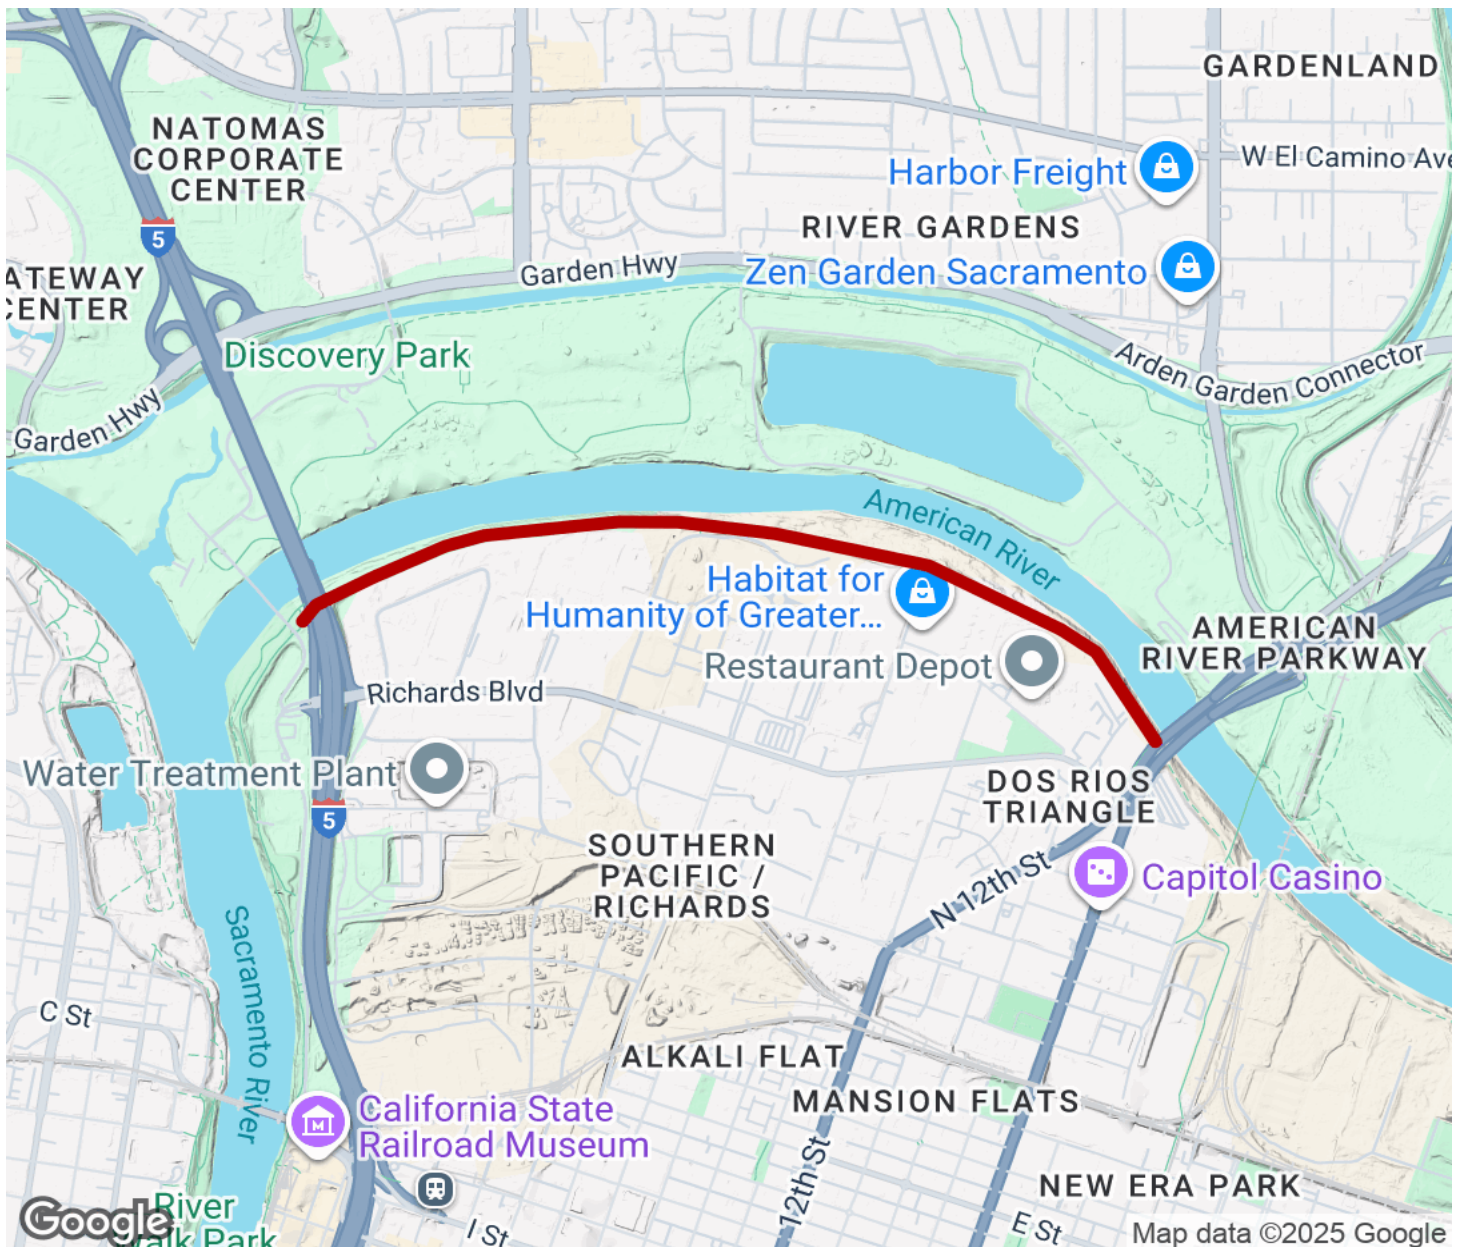 GARDENLAND
NATOMAS
CORPORATE
CENTER
W El Camino Ave
Harbor Freight
5
RIVER GARDENS
Garden Hwy
Zen Garden Sacramento
ATEWAY
CENTER
Discovery Park
Arden Garden Connector
Garden Hwy
American River
Habitat for
Humanity of Greater...
AMERICAN
RIVER PARKWAY
Restaurant Depot
Richards Blvd
Water Treatment Plant
DOS RIOS
TRIANGLE
5
SOUTHERN
PACIFIC /
RICHARDS
N 12th St
Capitol Casino
Sacramento River
C St
ALKALI FLAT
MANSION FLATS
California State
Railroad Museum
M
12th St
NEW ERA PARK
River
Walk Park
Google
I St
E St
Map data ©2025 Google